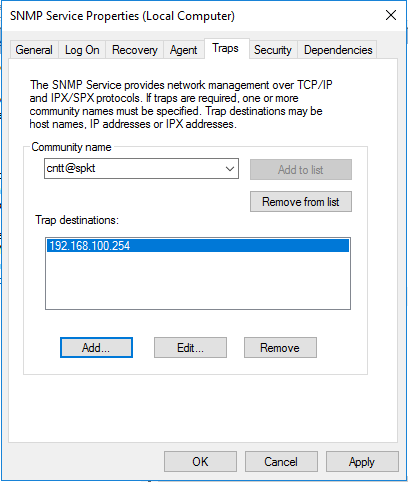 SNMP Service Properties (Local Computer)
General Log On Recovery Agent Traps Security Dependencies
The SNMP Service provides network management over TCP/IP
and IPX/SPX protocols. If traps are required, one or more
community names must be specified. Trap destinations may be
host names, IP addresses or IPX addresses.
Community name
cntt@spkt
Add to list
Remove from list
Trap destinations:
192.168.100.254
Add... Edit... Remove
OK Cancel Apply